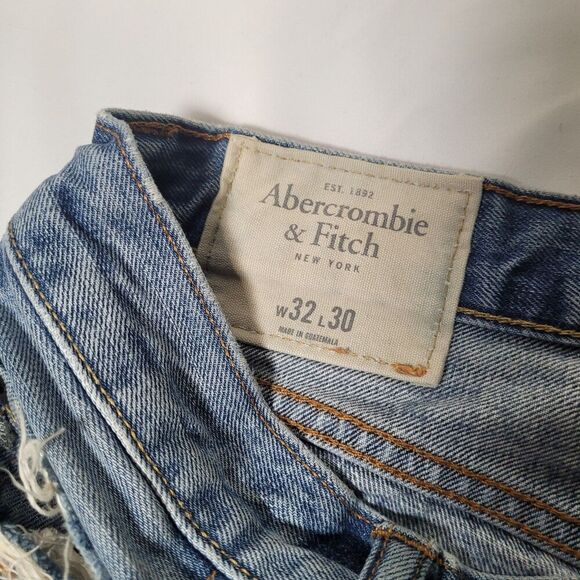 EST. 1892
Abercrombie
& Fitch
NEW YORK
W32 L30
MADE IN GUATEMALA